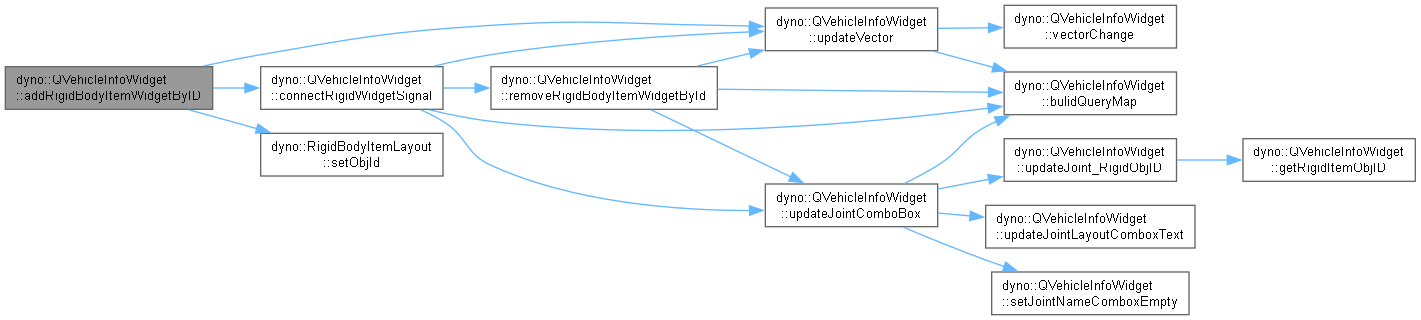 dyno::QVehicleInfoWidget
::addRigidBodyItemWidgetByID
dyno::QVehicleInfoWidget
::connectRigidWidgetSignal
dyno::RigidBodyItemLayout
::setObjId
dyno::QVehicleInfoWidget
::removeRigidBodyItemWidgetById
dyno::QVehicleInfoWidget
::updateVector
dyno::QVehicleInfoWidget
::updateJointComboBox
dyno::QVehicleInfoWidget
::vectorChange
dyno::QVehicleInfoWidget
::bulidQueryMap
dyno::QVehicleInfoWidget
::updateJoint_RigidObjID
dyno::QVehicleInfoWidget
::updateJointLayoutComboxText
dyno::QVehicleInfoWidget
::setJointNameComboxEmpty
dyno::QVehicleInfoWidget
::getRigidItemObjID